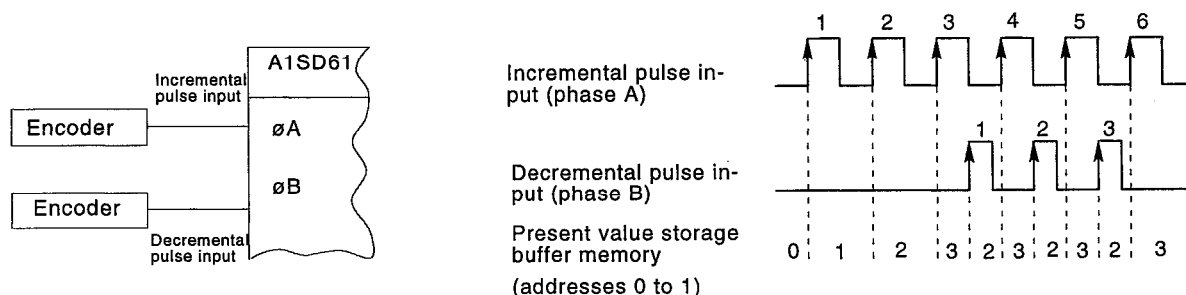 A1SD61
Incremental
pulse input
Encoder
øA
øB
Encoder
Decremental
pulse input
1 2 3 4 5 6
Incremental pulse in-
put (phase A)
1 2 3
Decremental pulse in-
put (phase B)
Present value storage
buffer memory
(addresses 0 to 1)
0 1 2 3 2 3 2 3 2 3